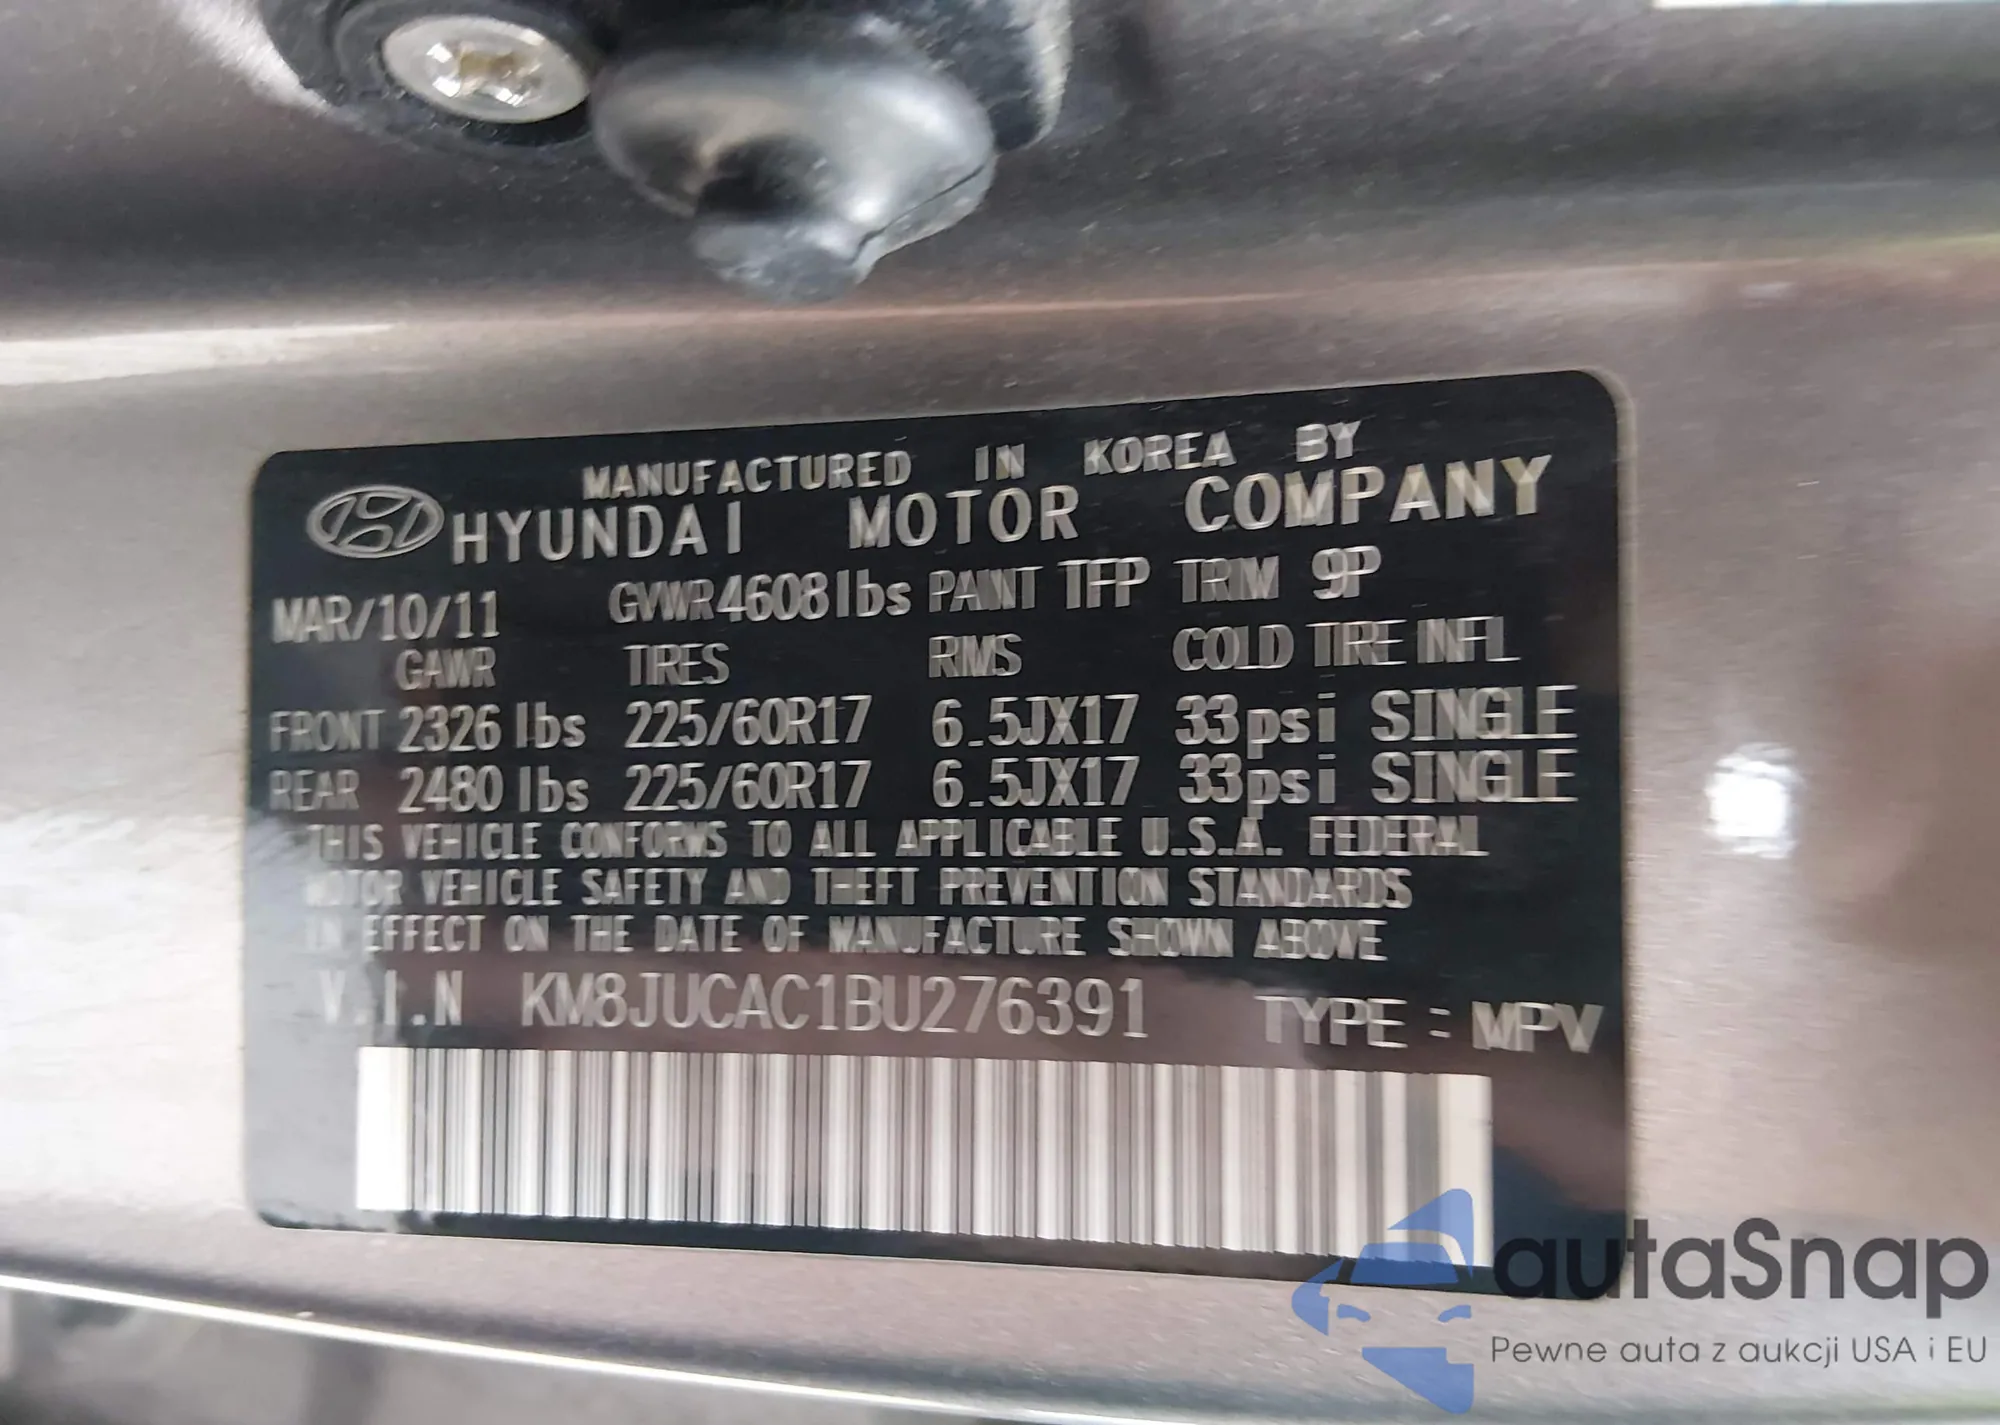 MANUFACTURED IN KOREA BY
HYUNDAI MOTOR COMPANY
MAR/10/11 GVWR 4608 lbs PAINT TFP TRIM 9P
GAWR TIRES RIMS COLD TIRE INFL
FRONT 2326 lbs 225/60R17 6.5JX17 33psi SINGLE
REAR 2480 lbs 225/60R17 6.5JX17 33psi SINGLE
THIS VEHICLE CONFORMS TO ALL APPLICABLE U.S.A. FEDERAL
MOTOR VEHICLE SAFETY AND THEFT PREVENTION STANDARDS
IN EFFECT ON THE DATE OF MANUFACTURE SHOWN ABOVE
V.I.N KM8JUCAC1BU276391 TYPE : MPV
autaSnap
Pewne auta z aukcji USA i EU